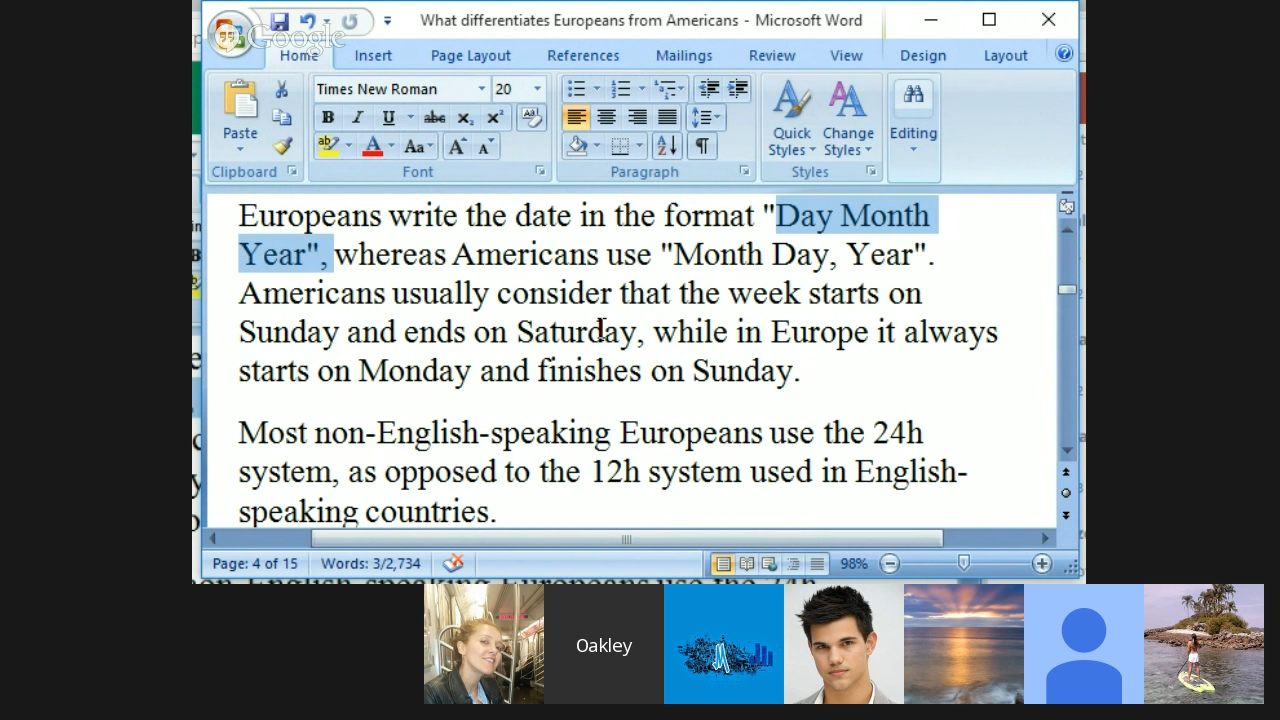 What differentiates Europeans from Americans - Microsoft Word
Google
Home Insert Page Layout References Mailings Review View Design Layout
Times New Roman 20
Paste
Quick Styles
Change Styles
Editing
Clipboard Font Paragraph Styles
Europeans write the date in the format "Day Month
Year", whereas Americans use "Month Day, Year".
Americans usually consider that the week starts on
Sunday and ends on Saturday, while in Europe it always
starts on Monday and finishes on Sunday.
Most non-English-speaking Europeans use the 24h
system, as opposed to the 12h system used in English-
speaking countries.
Page: 4 of 15 Words: 3/2,734 98%
Oakley